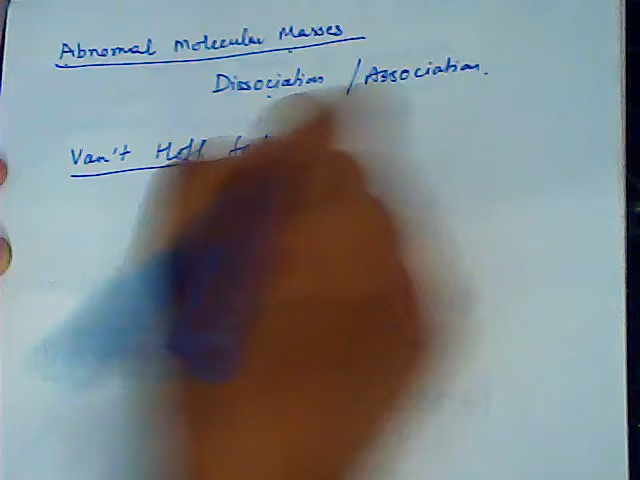 Abnormal Molecular Masses
Dissociation / Association.
Van't Hoff